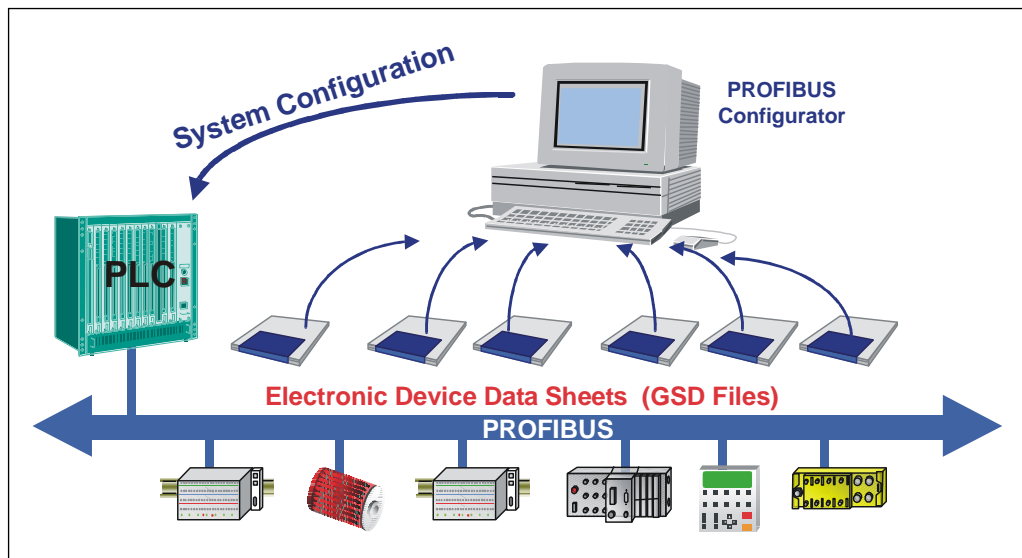 System Configuration
PROFIBUS
Configurator
PLC
Electronic Device Data Sheets (GSD Files)
PROFIBUS